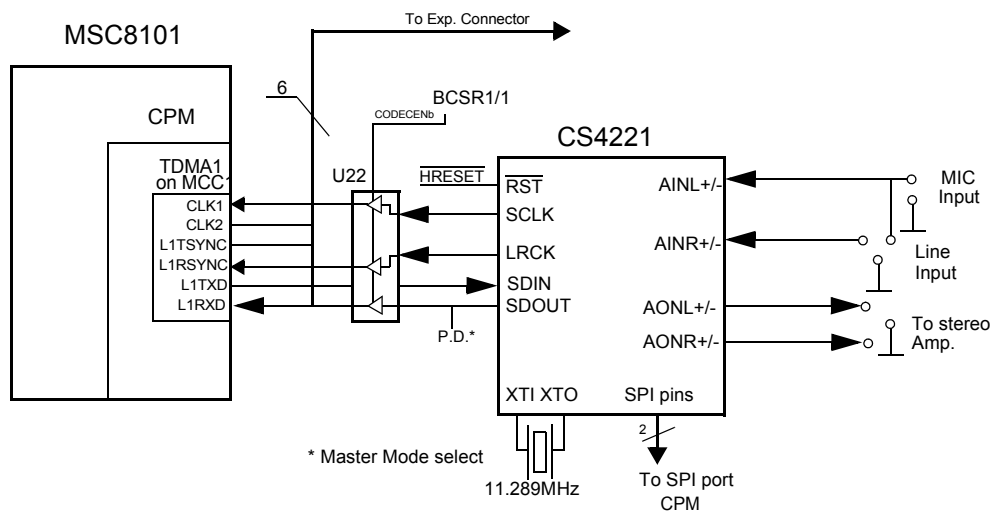 To Exp. Connector
MSC8101
6
BCSR1/1
CODECENb
CPM
CS4221
TDMA1
on MCC1
U22
HRESET
RST
AINL+/-
MIC
Input
CLK1
SCLK
CLK2
L1TSYNC
LRCK
AINR+/-
Line
Input
L1RSYNC
L1TXD
SDIN
L1RXD
SDOUT
AONL+/-
P.D.*
AONR+/-
To stereo
Amp.
XTI XTO
SPI pins
2
* Master Mode select
11.289MHz
To SPI port
CPM